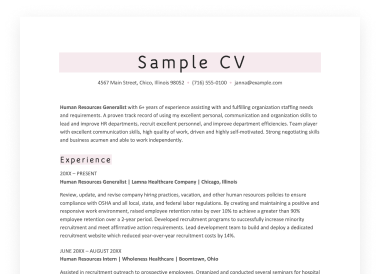 Sample CV
4567 Main Street, Chico, Illinois 98052 · (716) 555-0100 · janna@example.com
Human Resources Generalist with 6+ years of experience assisting with and fulfilling organization staffing needs
and requirements. A proven track record of using my excellent personal, communication and organization skills to
lead and improve HR departments, recruit excellent personnel, and improve department efficiencies. Team player
with excellent communication skills, high quality of work, driven and highly self-motivated. Strong negotiating skills
and business acumen and able to work independently.
Experience
20XX – PRESENT
Human Resources Generalist | Lamna Healthcare Company | Chicago, Illinois
Review, update, and revise company hiring practices, vacation, and other human resources policies to ensure
compliance with OSHA and all local, state, and federal labor regulations. By creating and maintaining a positive and
responsive work environment, raised employee retention rates by over 10% to achieve a greater than 90%
employee retention over a 2-year period. Developed recruitment programs to successfully increase minority
recruitment and meet affirmative action requirements. Lead development team to build and deploy a dedicated
recruitment website which reduced year-over-year recruitment costs by 14%.
JUNE 20XX – AUGUST 20XX
Human Resources Intern | Wholeness Healthcare | Boomtown, Ohio
Assisted in recruitment outreach to prospective employees. Organized and conducted several seminars for hospital